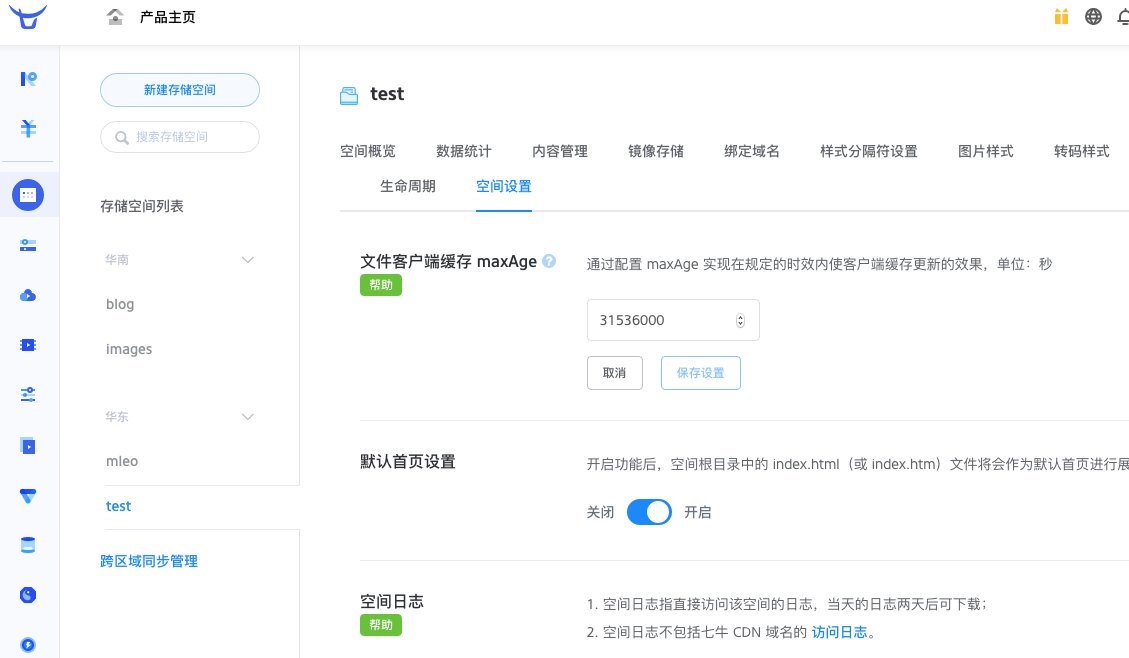 产品主页
新建存储空间
搜索存储空间
存储空间列表
华南
blog
images
华东
mleo
test
跨区域同步管理
test
空间概览 数据统计 内容管理 镜像存储 绑定域名 样式分隔符设置 图片样式 转码样式
生命周期 空间设置
文件客户端缓存 maxAge ?
帮助
通过配置 maxAge 实现在规定的时效内使客户端缓存更新的效果，单位：秒
31536000
取消 保存设置
默认首页设置
开启功能后，空间根目录中的 index.html（或 index.htm）文件将会作为默认首页进行展
关闭 开启
空间日志
帮助
1. 空间日志指直接访问该空间的日志，当天的日志两天后可下载；
2. 空间日志不包括七牛 CDN 域名的 访问日志。